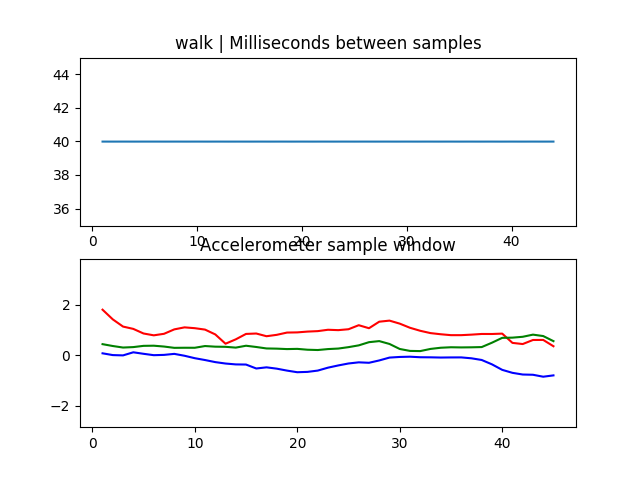 walk | Milliseconds between samples
44
42
40
38
36
0 10 20 30 40
Accelerometer sample window
2
0
−2
0 10 20 30 40